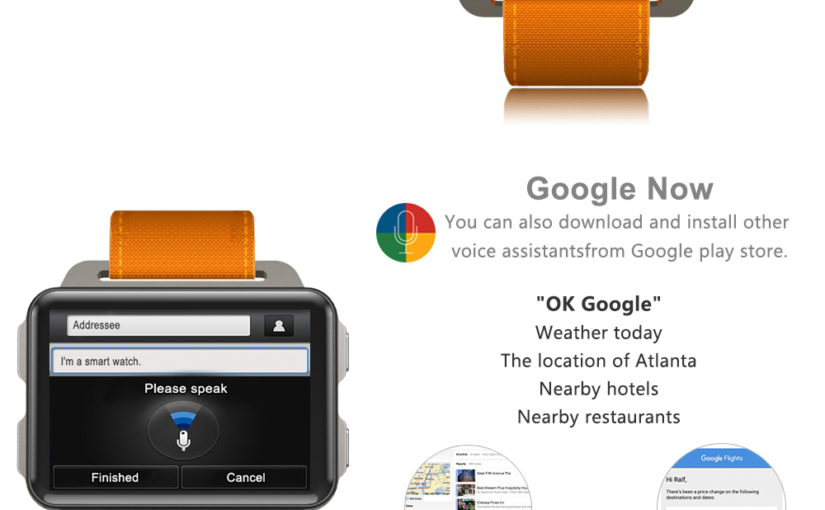 Google Now
You can also download and install other
voice assistantsfrom Google play store.
"OK Google"
Weather today
The location of Atlanta
Nearby hotels
Nearby restaurants
Addressee
I'm a smart watch.
Please speak
Finished
Cancel
Google Flights
Hi Ralf,
There's been a price change on the following
destinations and dates: